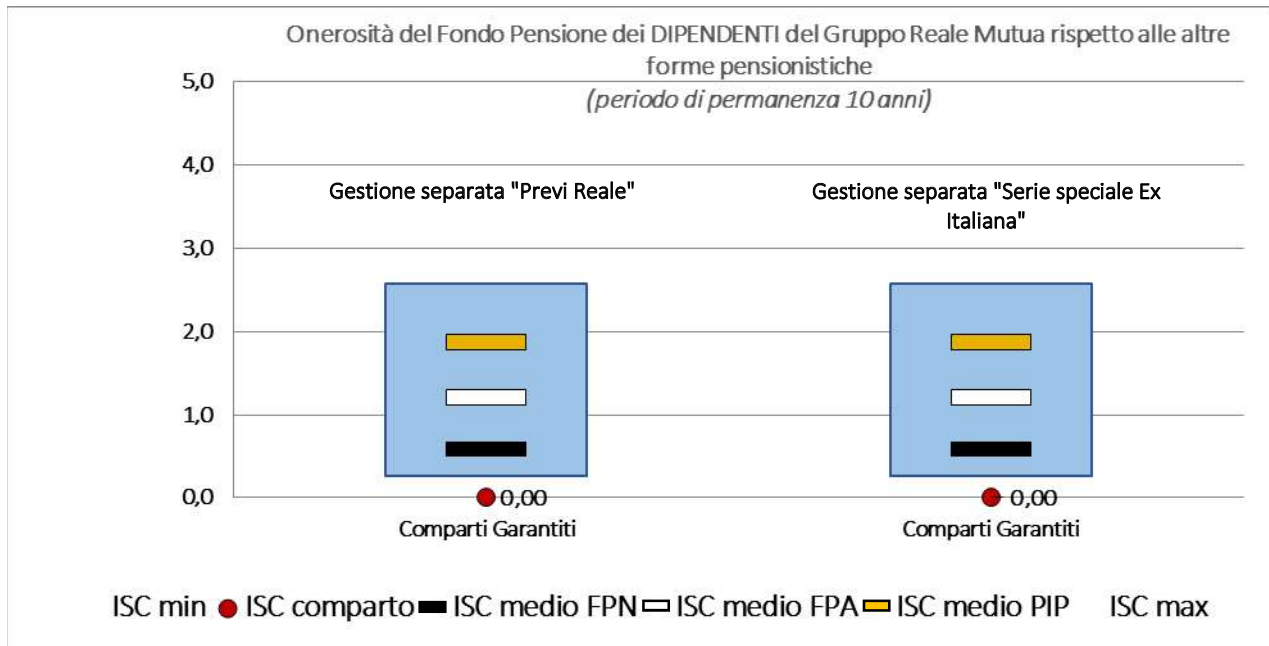 Onerosità del Fondo Pensione dei DIPENDENTI del Gruppo Reale Mutua rispetto alle altre
forme pensionistiche
(periodo di permanenza 10 anni)
5,0
4,0
Gestione separata "Previ Reale"
Gestione separata "Serie speciale Ex
Italiana"
3,0
2,0
1,0
0,0
0,00
0,00
Comparti Garantiti
Comparti Garantiti
ISC min ISC comparto ISC medio FPN ISC medio FPA ISC medio PIP ISC max